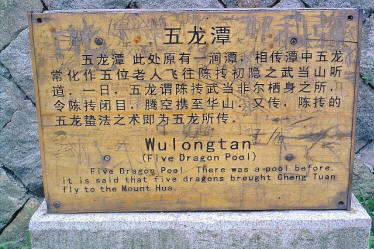 五龙潭
五龙潭 此处原有一涧潭，相传潭中五龙
常化作五位老人飞往陈抟初隐之武当山听
道．一日．五龙谓陈抟武当非尔栖身之所，
令陈抟闭目．腾空携至华山．又传，陈抟的
五龙蛰法之术即为五龙所传．
Wulongtan
(Five Dragon Pool)
Five Dragon Pool There was a pool before.
it is said that five dragons brought Cheng Tuan
fly to the Mount Hua.